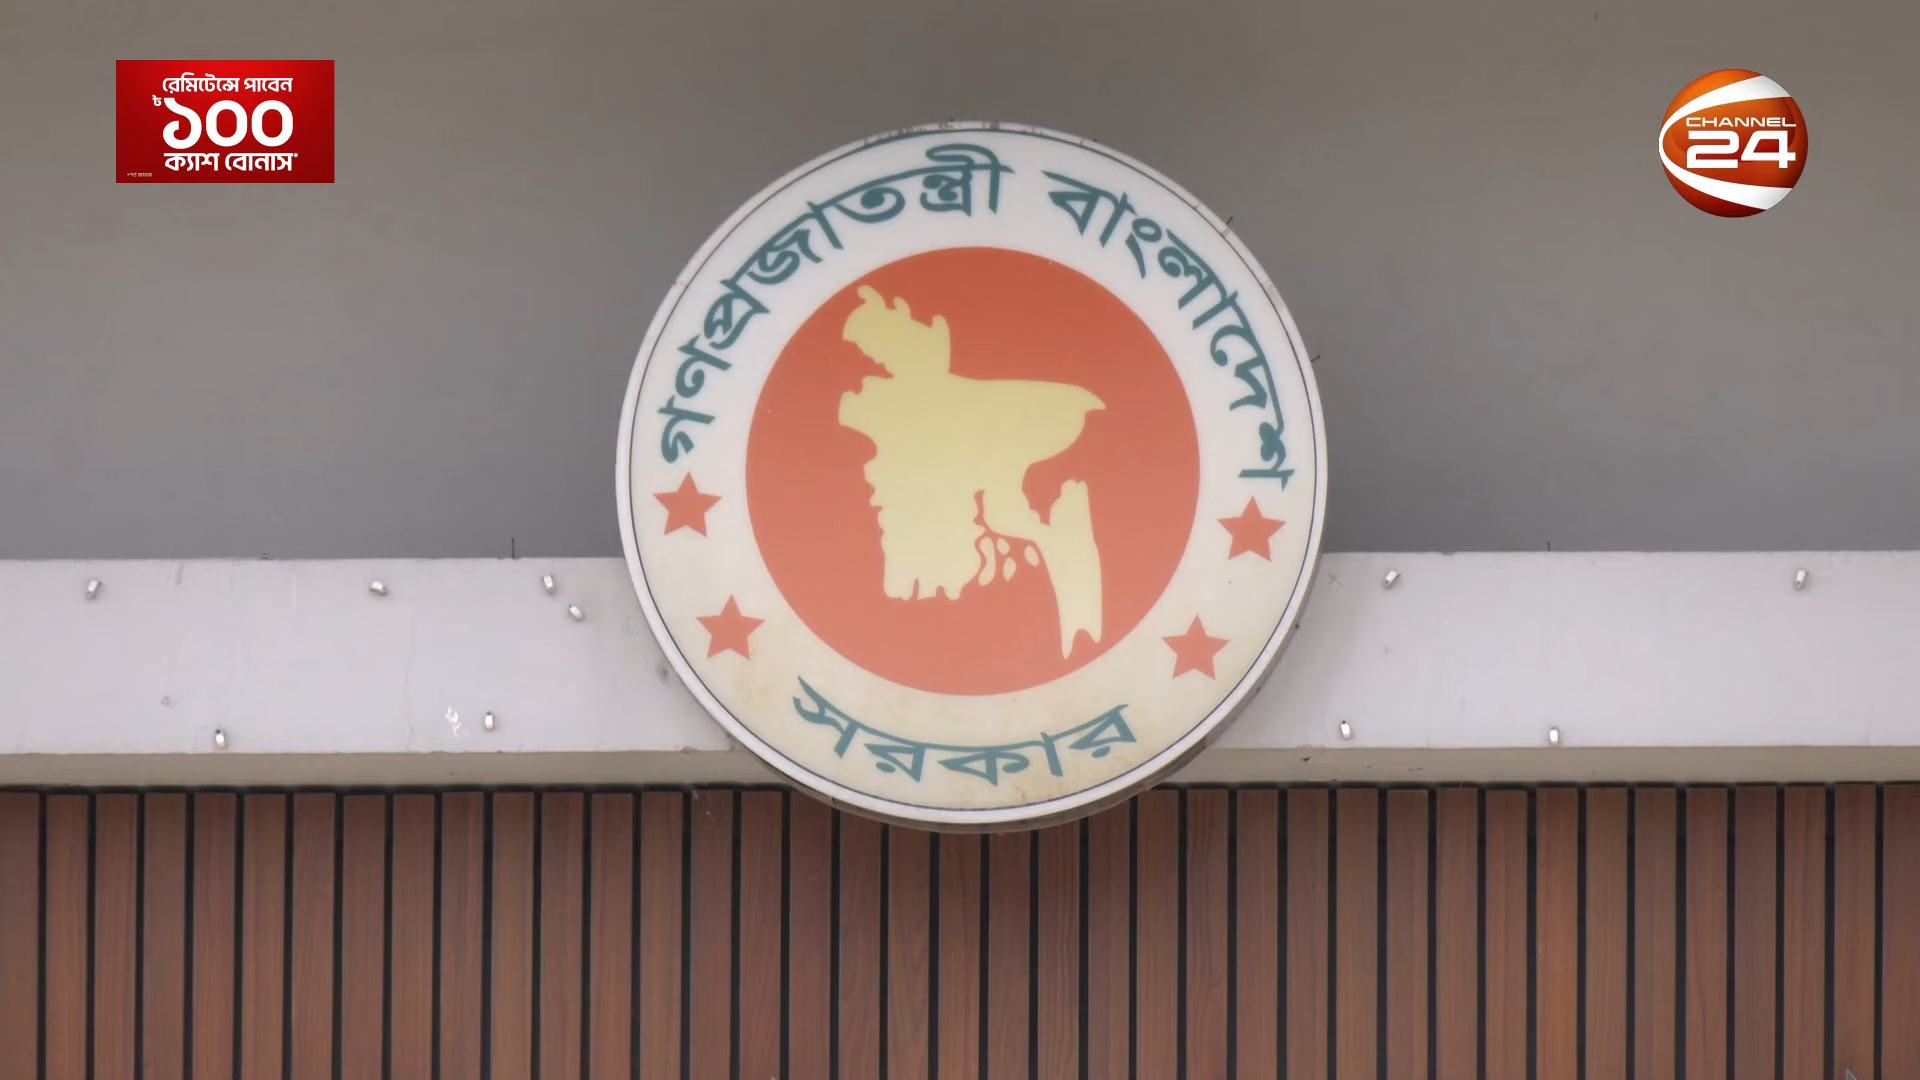 রেমিটেন্সে পাবেন
৳১০০
ক্যাশ বোনাস*
CHANNEL
24
গণপ্রজাতন্ত্রী বাংলাদেশ
সরকার